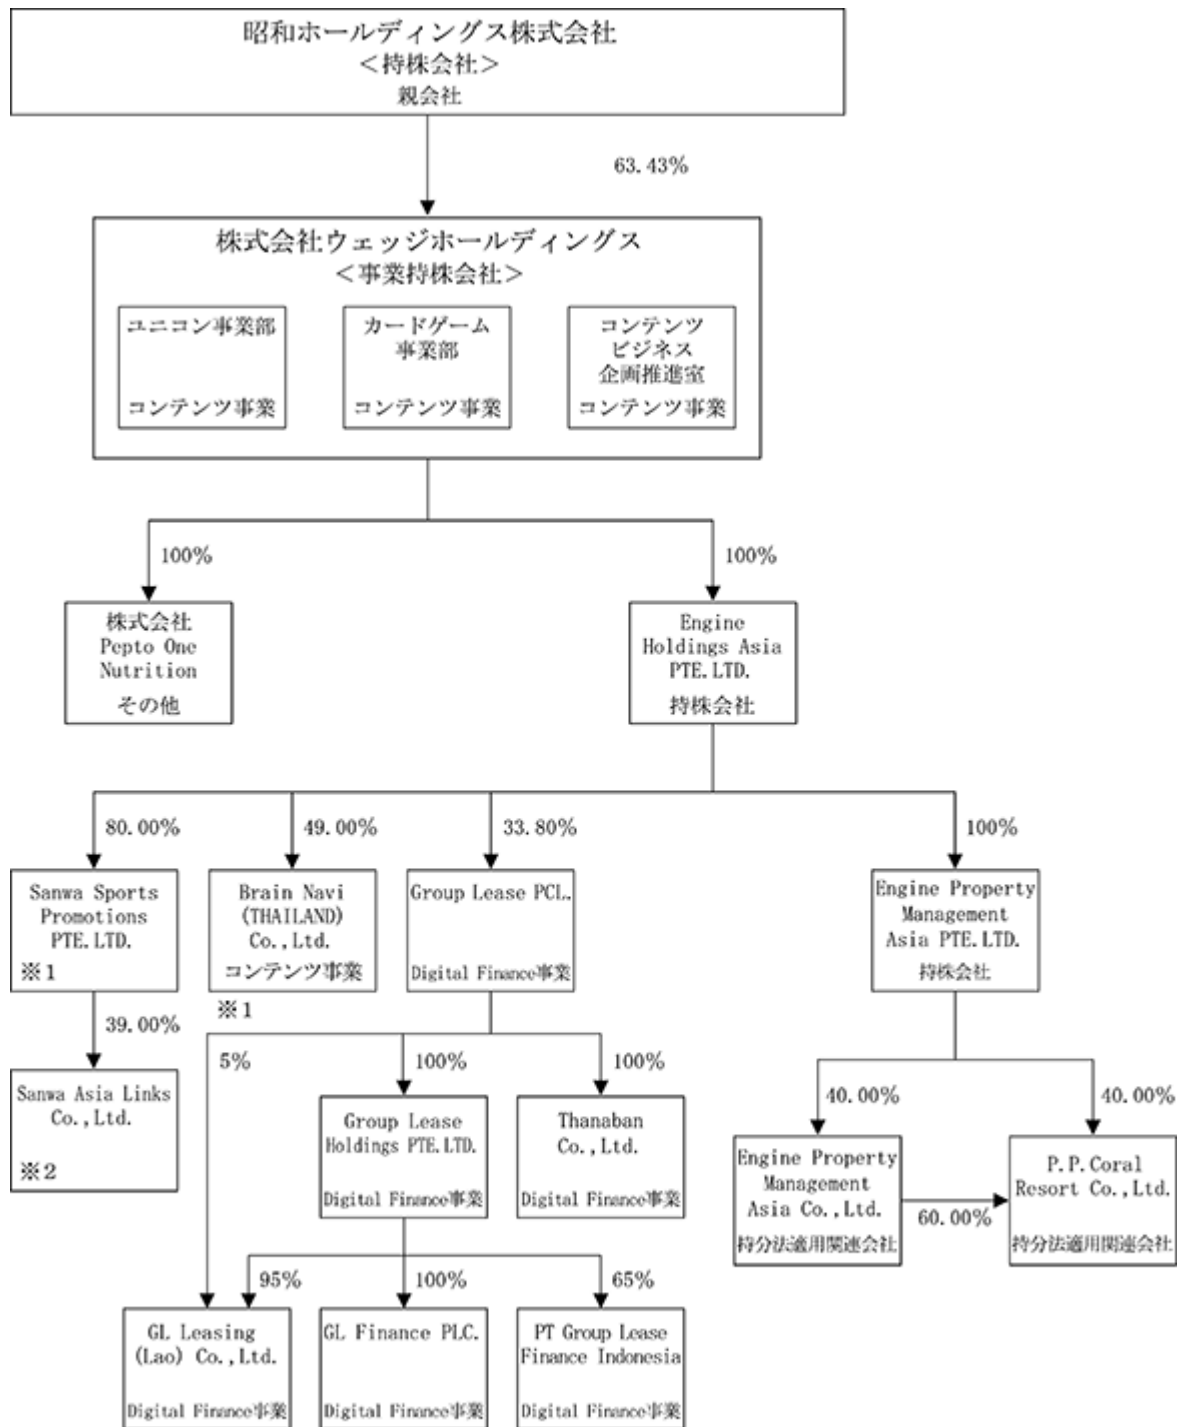 昭和ホールディングス株式会社
＜持株会社＞
親会社
63.43%
株式会社ウェッジホールディングス
＜事業持株会社＞
ユニコン事業部
コンテンツ事業
カードゲーム
事業部
コンテンツ事業
コンテンツ
ビジネス
企画推進室
コンテンツ事業
100%
100%
株式会社
Pepto One
Nutrition
その他
Engine
Holdings Asia
PTE.LTD.
持株会社
80.00%
49.00%
33.80%
100%
Sanwa Sports
Promotions
PTE.LTD.
※1
Brain Navi
(THAILAND)
Co.,Ltd.
コンテンツ事業
※1
Group Lease PCL.
Digital Finance事業
Engine Property
Management
Asia PTE.LTD.
持株会社
39.00%
5%
100%
100%
40.00%
40.00%
Sanwa Asia Links
Co.,Ltd.
※2
Group Lease
Holdings PTE.LTD.
Digital Finance事業
Thanaban
Co.,Ltd.
Digital Finance事業
Engine Property
Management
Asia Co.,Ltd.
持分法適用関連会社
60.00%
P.P.Coral
Resort Co.,Ltd.
持分法適用関連会社
95%
100%
65%
GL Leasing
(Lao) Co.,Ltd.
Digital Finance事業
GL Finance PLC.
Digital Finance事業
PT Group Lease
Finance Indonesia
Digital Finance事業